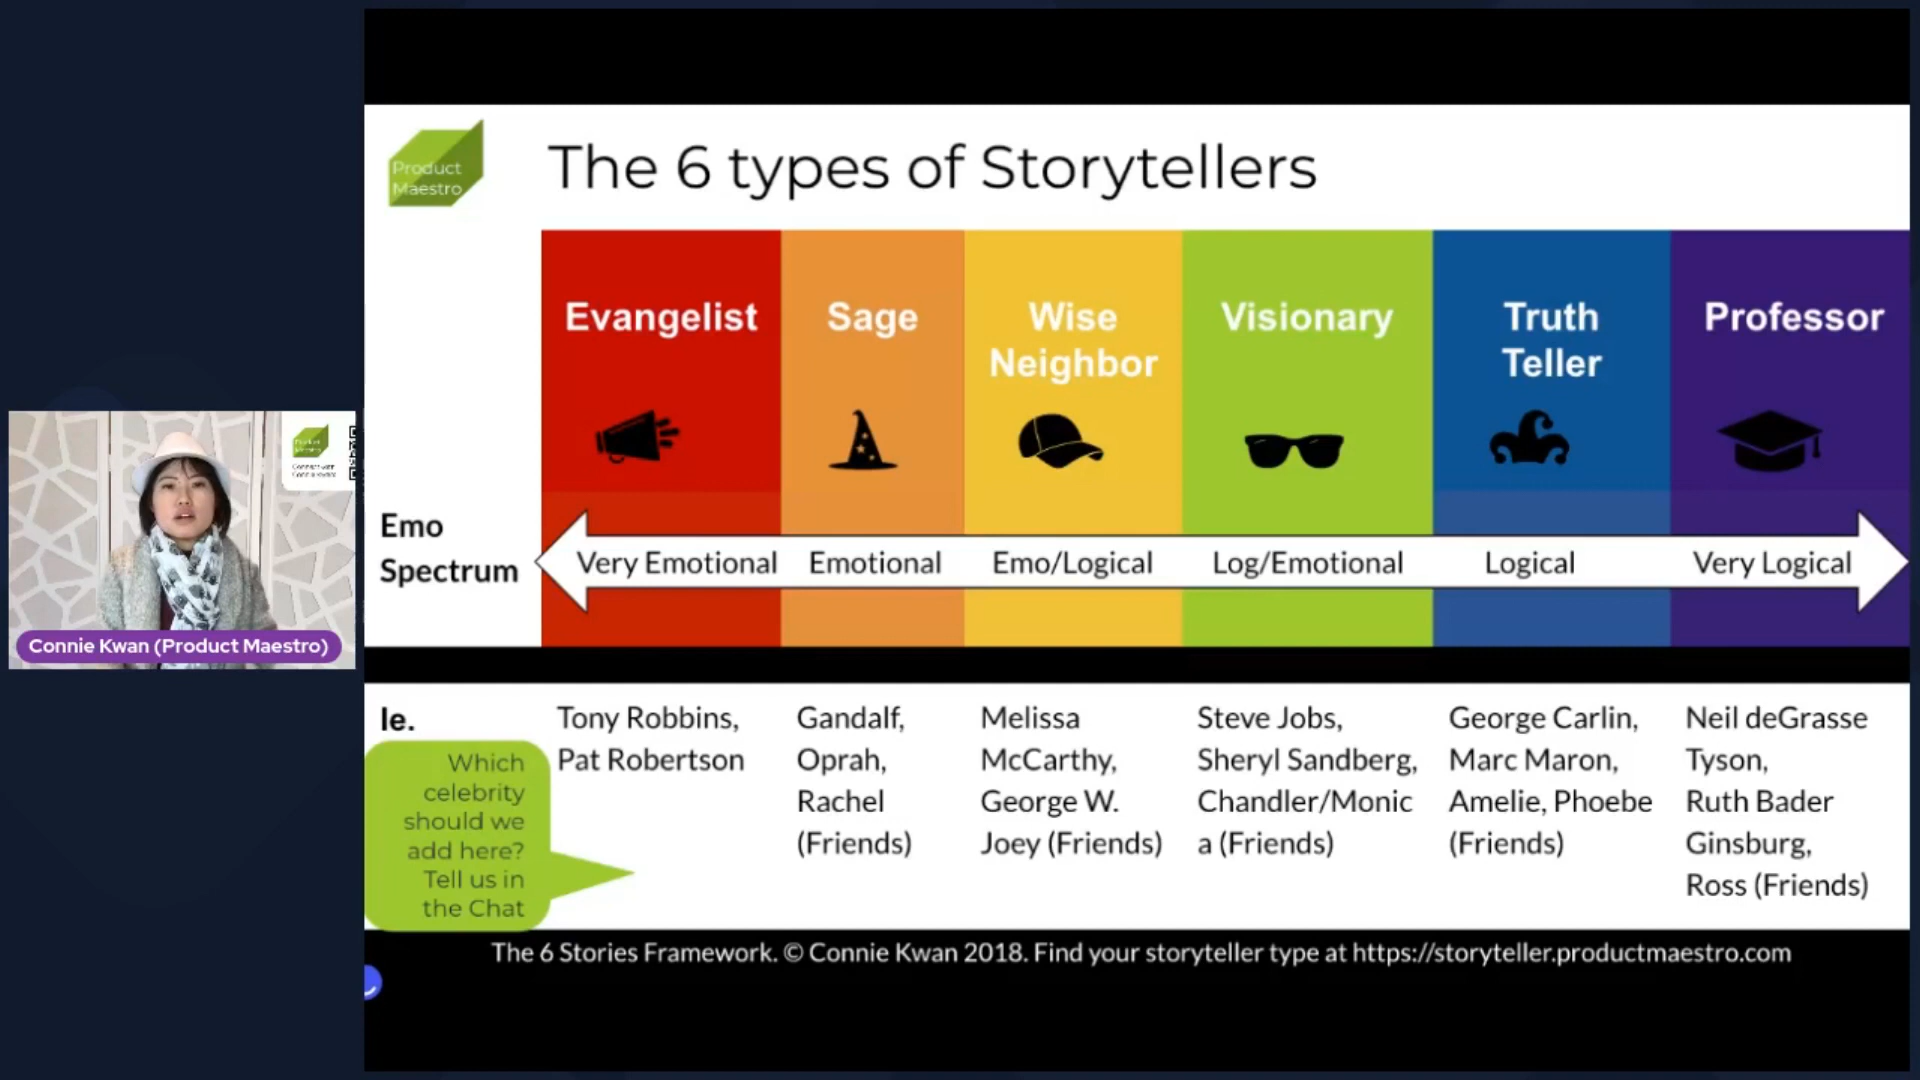 Product
Maestro
The 6 types of Storytellers
Evangelist
Sage
Wise
Neighbor
Visionary
Truth
Teller
Professor
Emo
Spectrum
Very Emotional
Emotional
Emo/Logical
Log/Emotional
Logical
Very Logical
Ie.
Tony Robbins,
Pat Robertson
Gandalf,
Oprah,
Rachel
(Friends)
Melissa
McCarthy,
George W.
Joey (Friends)
Steve Jobs,
Sheryl Sandberg,
Chandler/Monic
a (Friends)
George Carlin,
Marc Maron,
Amelie, Phoebe
(Friends)
Neil deGrasse
Tyson,
Ruth Bader
Ginsburg,
Ross (Friends)
Which
celebrity
should we
add here?
Tell us in
the Chat
The 6 Stories Framework. © Connie Kwan 2018. Find your storyteller type at https://storyteller.productmaestro.com
Product
Maestro
Connect with
Connie Kwan (Product Maestro)